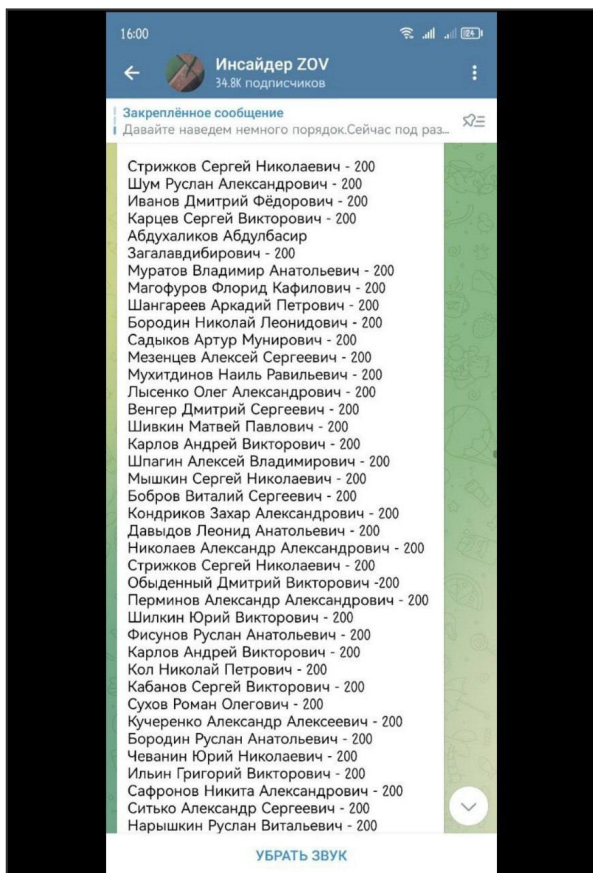 16:00
84
Инсайдер ZOV
34.8K подписчиков
Закреплённое сообщение
Давайте наведем немного порядок.Сейчас под раз...
Стрижков Сергей Николаевич - 200
Шум Руслан Александрович - 200
Иванов Дмитрий Фёдорович - 200
Карцев Сергей Викторович - 200
Абдухаликов Абдулбасир
Загалавдибирович - 200
Муратов Владимир Анатольевич - 200
Магофуров Флорид Кафилович - 200
Шангареев Аркадий Петрович - 200
Бородин Николай Леонидович - 200
Садыков Артур Мунирович - 200
Мезенцев Алексей Сергеевич - 200
Мухитдинов Наиль Равильевич - 200
Лысенко Олег Александрович - 200
Венгер Дмитрий Сергеевич - 200
Шивкин Матвей Павлович - 200
Карлов Андрей Викторович - 200
Шпагин Алексей Владимирович - 200
Мышкин Сергей Николаевич - 200
Бобров Виталий Сергеевич - 200
Кондриков Захар Александрович - 200
Давыдов Леонид Анатольевич - 200
Николаев Александр Александрович - 200
Стрижков Сергей Николаевич - 200
Обыденный Дмитрий Викторович -200
Перминов Александр Александрович - 200
Шилкин Юрий Викторович - 200
Фисунов Руслан Анатольевич - 200
Карлов Андрей Викторович - 200
Кол Николай Петрович - 200
Кабанов Сергей Викторович - 200
Сухов Роман Олегович - 200
Кучеренко Александр Алексеевич - 200
Бородин Руслан Анатольевич - 200
Чеванин Юрий Николаевич - 200
Ильин Григорий Викторович - 200
Сафронов Никита Александрович - 200
Ситько Александр Сергеевич - 200
Нарышкин Руслан Витальевич - 200
УБРАТЬ ЗВУК